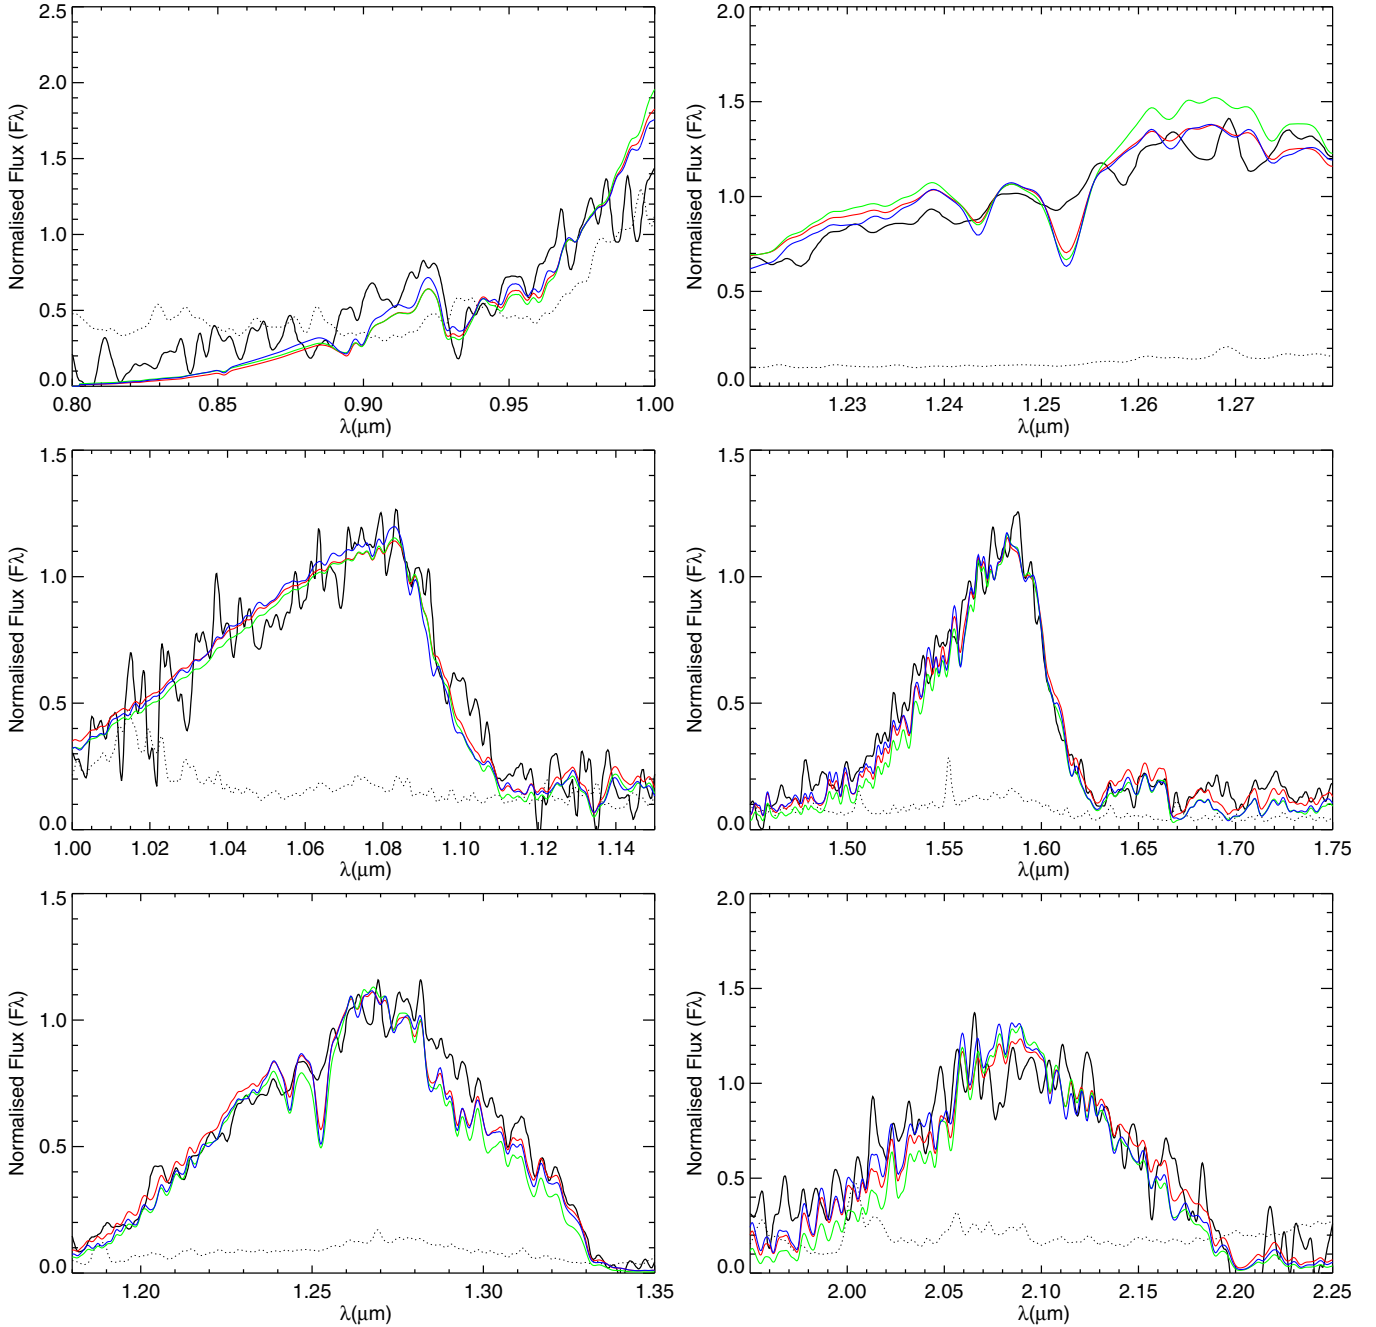 2.5
2.0
1.5
1.0
0.5
0.0
Normalised Flux (Fλ)
0.80 0.85 0.90 0.95 1.00
λ(μm)
2.0
1.5
1.0
0.5
0.0
Normalised Flux (Fλ)
1.23 1.24 1.25 1.26 1.27
λ(μm)
1.5
1.0
0.5
0.0
Normalised Flux (Fλ)
1.00 1.02 1.04 1.06 1.08 1.10 1.12 1.14
λ(μm)
1.5
1.0
0.5
0.0
Normalised Flux (Fλ)
1.50 1.55 1.60 1.65 1.70 1.75
λ(μm)
1.5
1.0
0.5
0.0
Normalised Flux (Fλ)
1.20 1.25 1.30 1.35
λ(μm)
2.0
1.5
1.0
0.5
0.0
Normalised Flux (Fλ)
2.00 2.05 2.10 2.15 2.20 2.25
λ(μm)